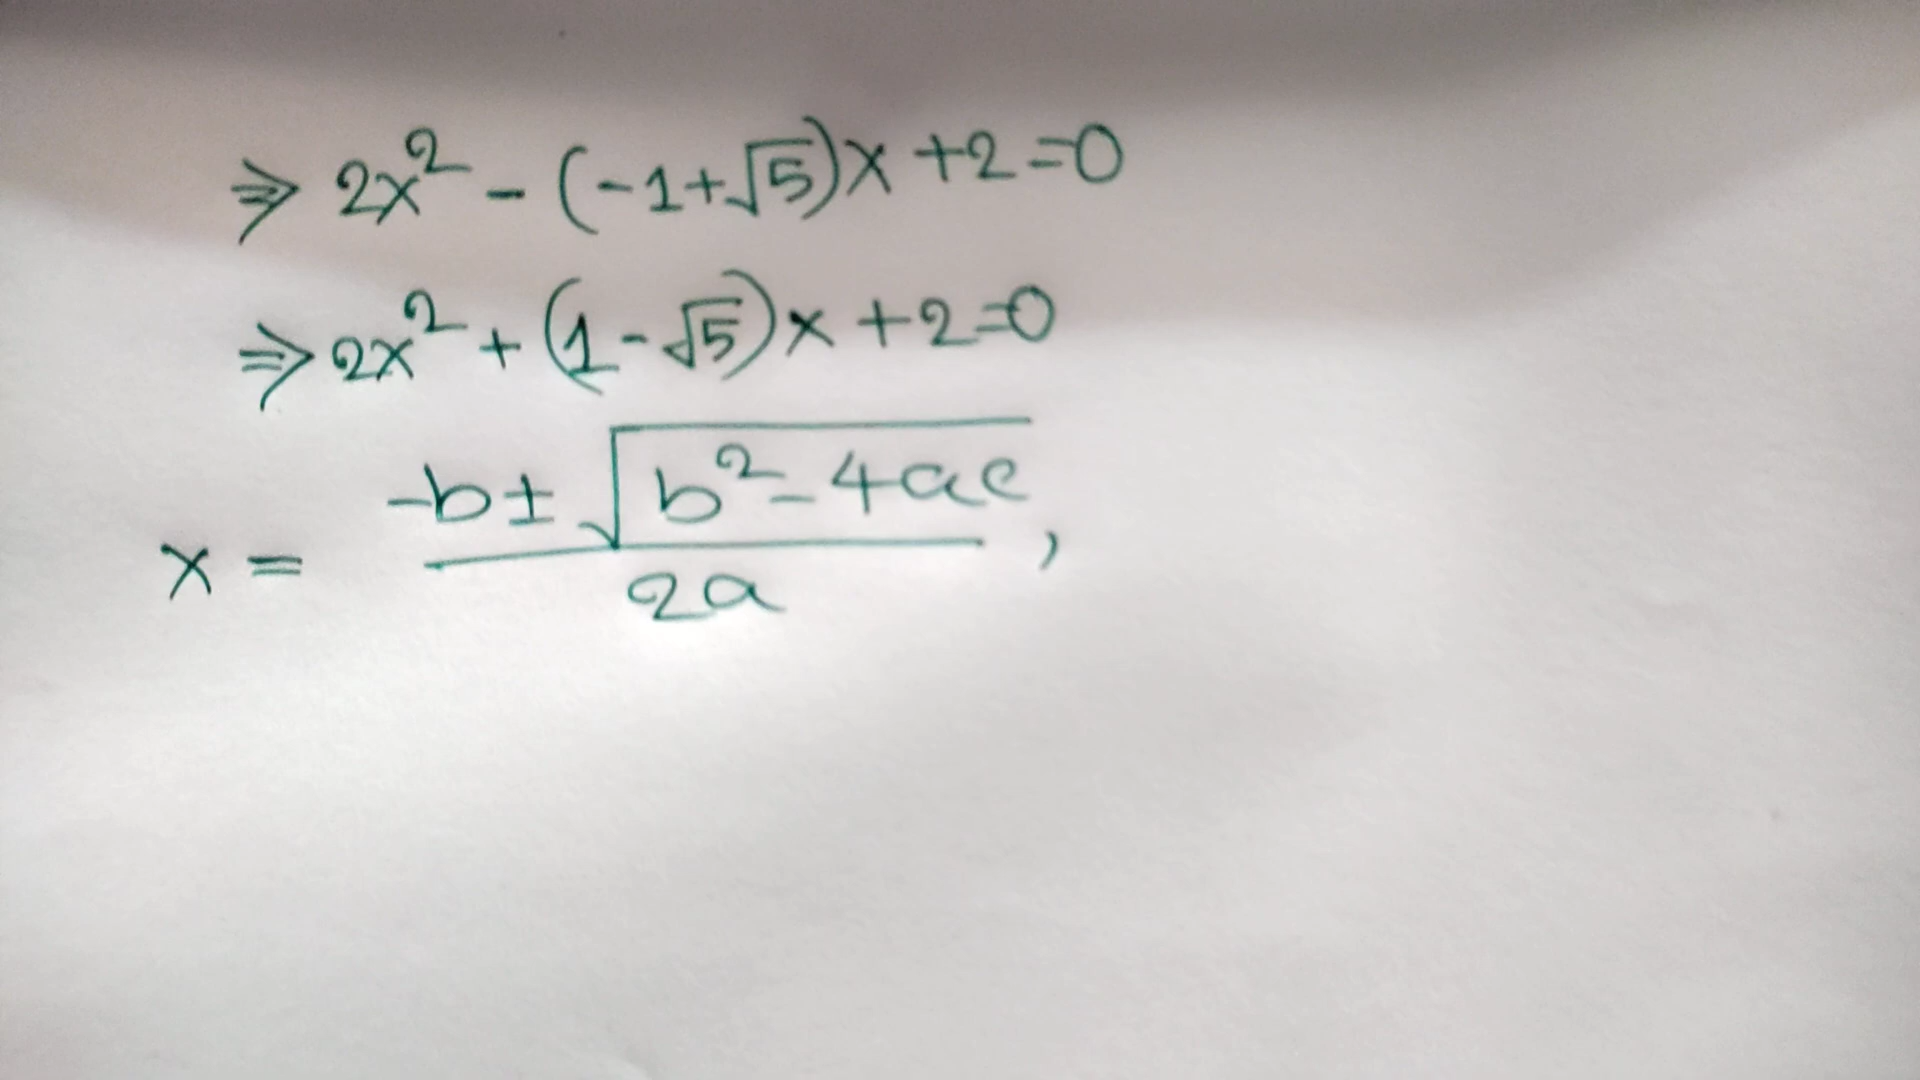 ⇒ 2x² - (-1+√5)x +2=0
⇒ 2x² + (1-√5)x +2=0
x = (-b ± √(b² - 4ac))/2a ,